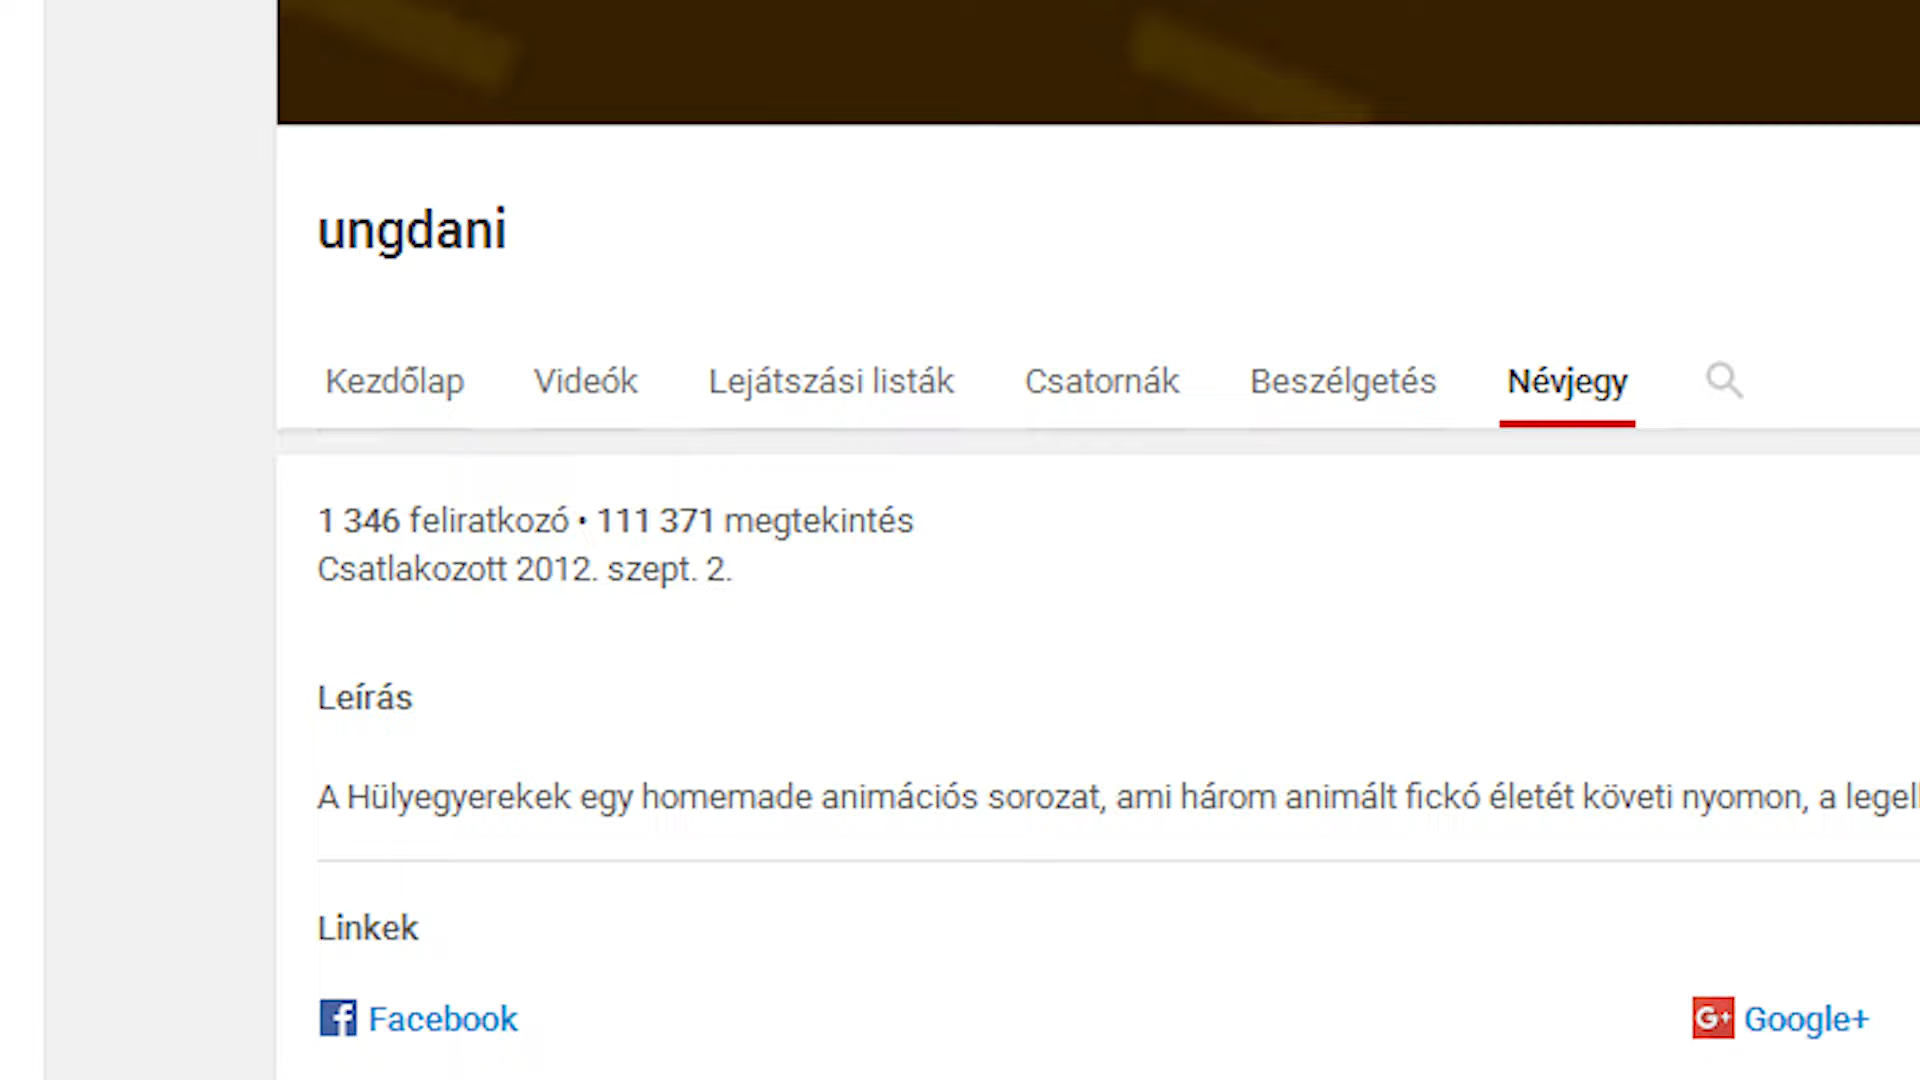 ungdani
Kezdőlap Videók Lejátszási listák Csatornák Beszélgetés Névjegy
1 346 feliratkozó • 111 371 megtekintés
Csatlakozott 2012. szept. 2.
Leírás
A Hülyegyerekek egy homemade animációs sorozat, ami három animált fickó életét követi nyomon, a
Linkek
Facebook Google+